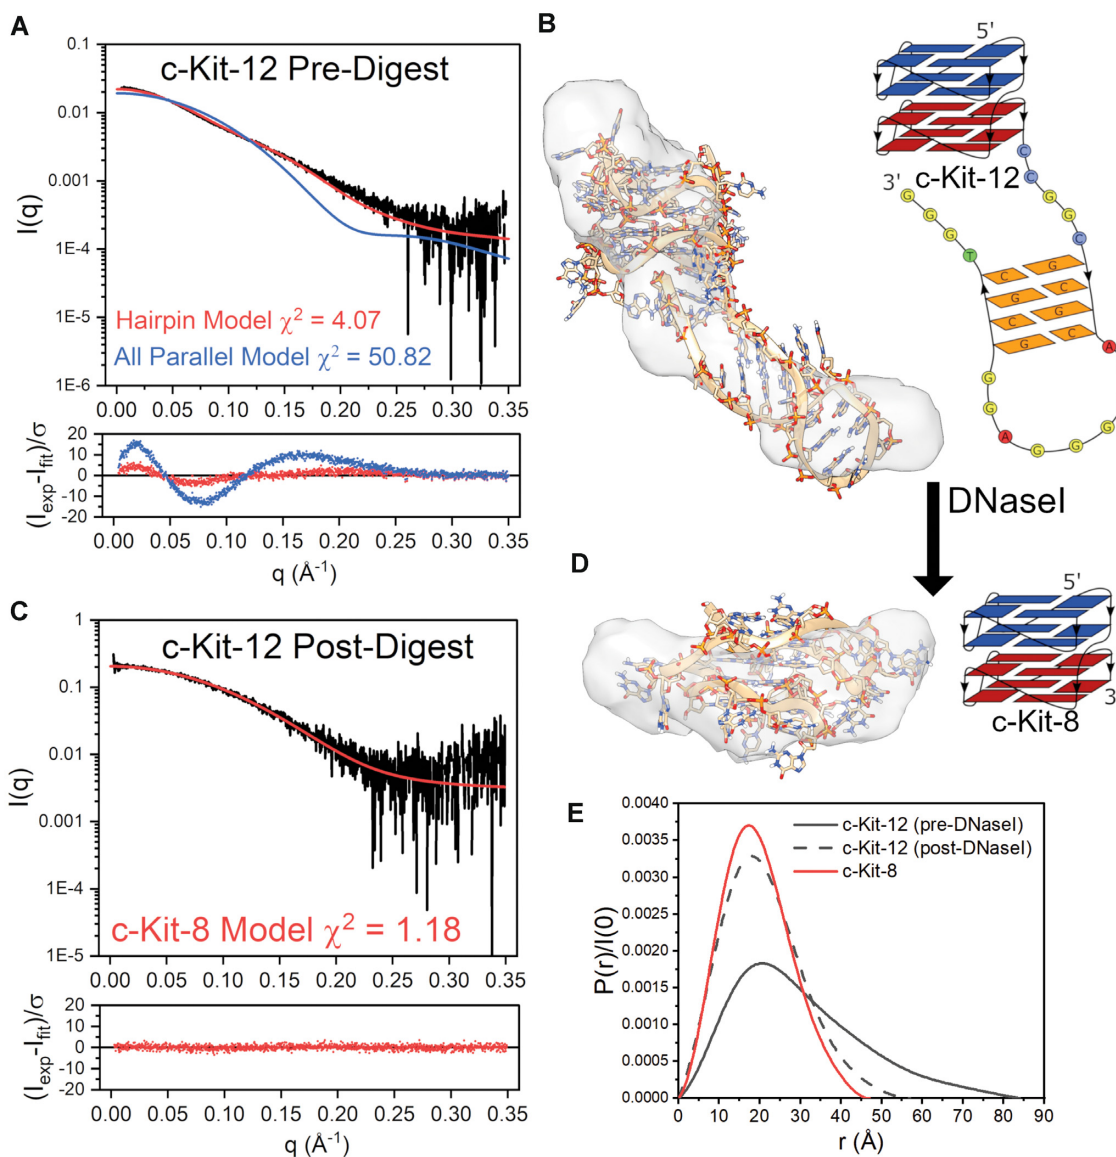 A
c-Kit-12 Pre-Digest
0.1
0.01
0.001
1E-4
1E-5
1E-6
I(q)
Hairpin Model χ² = 4.07
All Parallel Model χ² = 50.82
0.00 0.05 0.10 0.15 0.20 0.25 0.30 0.35
20
10
0
-10
-20
(I_exp-I_fit)/σ
0.00 0.05 0.10 0.15 0.20 0.25 0.30 0.35
q (Å⁻¹)
B
5'
c-Kit-12
3'
C
C
G
G
C
G
G
G
T
C G
G C
C G
G C
A
G
G
A
G
G
G
G
DNaseI
C
c-Kit-12 Post-Digest
1
0.1
0.01
0.001
1E-4
1E-5
I(q)
c-Kit-8 Model χ² = 1.18
0.00 0.05 0.10 0.15 0.20 0.25 0.30 0.35
20
10
0
-10
-20
(I_exp-I_fit)/σ
0.00 0.05 0.10 0.15 0.20 0.25 0.30 0.35
q (Å⁻¹)
D
5'
3
c-Kit-8
E
0.0040
0.0035
0.0030
0.0025
0.0020
0.0015
0.0010
0.0005
0.0000
P(r)/I(0)
c-Kit-12 (pre-DNaseI)
c-Kit-12 (post-DNaseI)
c-Kit-8
0 10 20 30 40 50 60 70 80 90
r (Å)